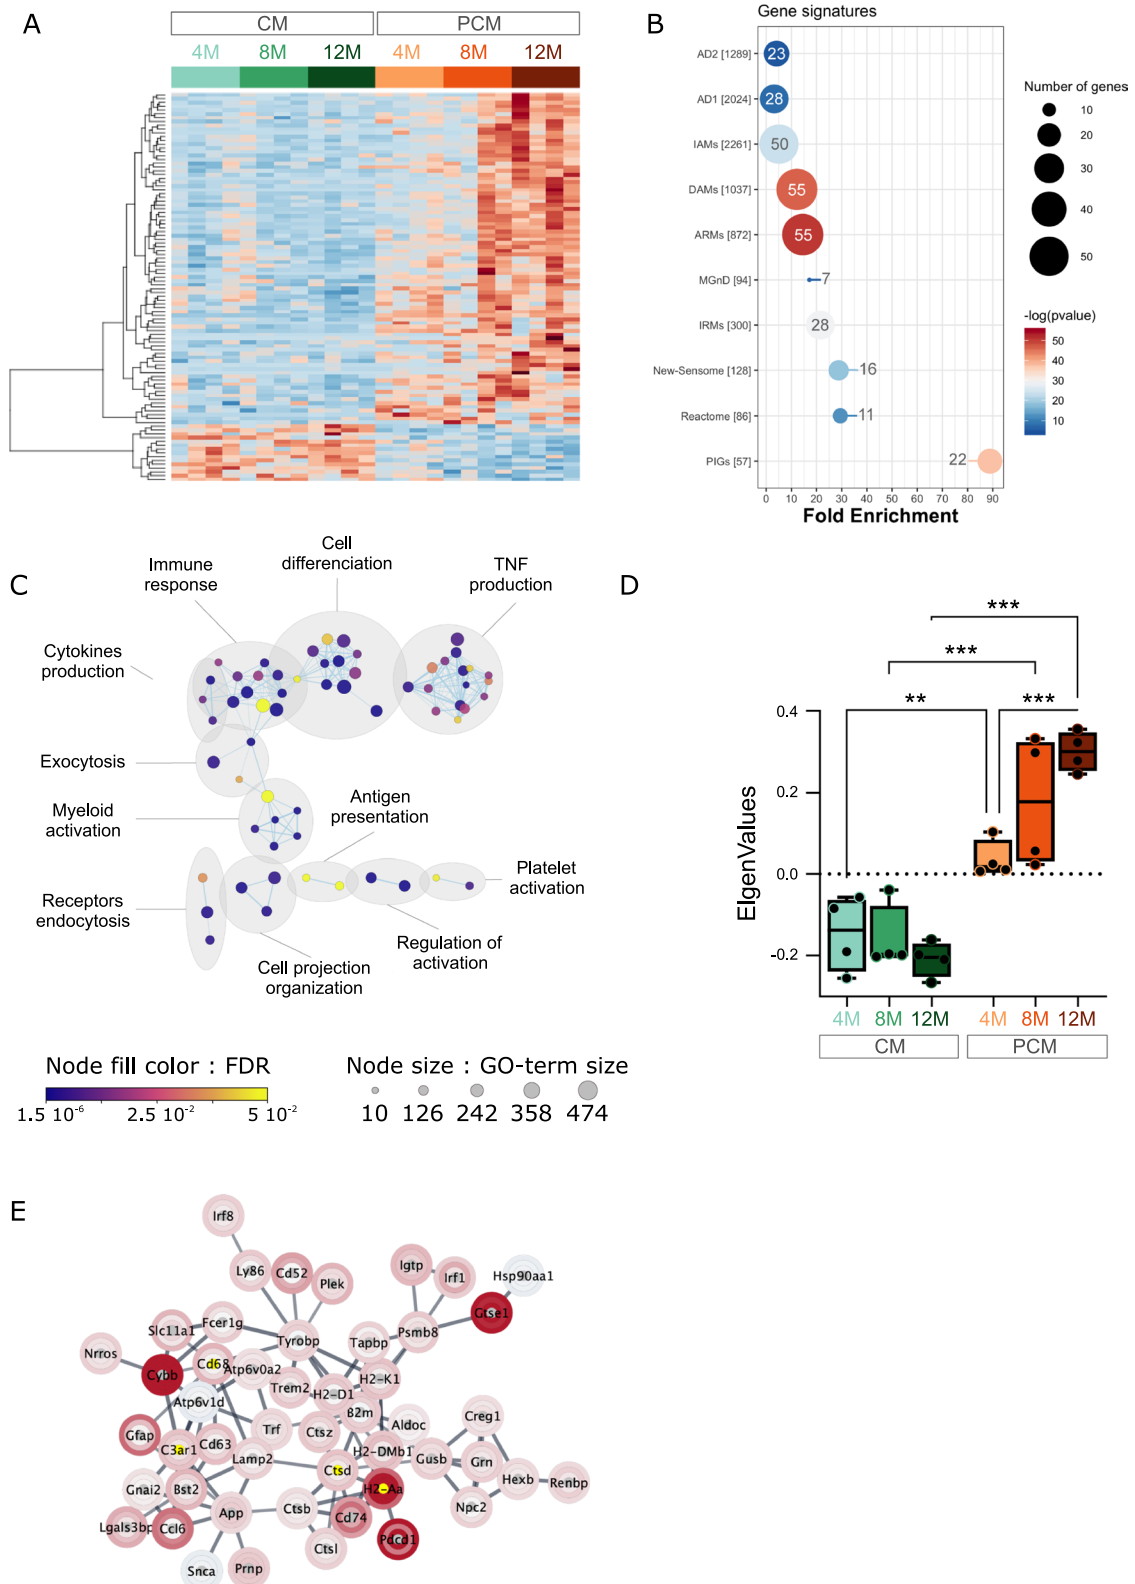 A
CM
PCM
4M
8M
12M
4M
8M
12M
B
Gene signatures
AD2 [1289]
23
AD1 [2024]
28
IAMs [2261]
50
DAMs [1037]
55
ARMs [872]
55
MGnD [94]
7
IRMs [300]
28
New-Sensome [128]
16
Reactome [86]
11
PIGs [57]
22
0 10 20 30 40 50 60 70 80 90
Fold Enrichment
Number of genes
10
20
30
40
50
-log(pvalue)
50
40
30
20
10
C
Immune
response
Cell
differenciation
TNF
production
Cytokines
production
Exocytosis
Myeloid
activation
Antigen
presentation
Platelet
activation
Receptors
endocytosis
Regulation of
activation
Cell projection
organization
Node fill color : FDR
1.5 10⁻⁶
2.5 10⁻²
5 10⁻²
Node size : GO-term size
10 126 242 358 474
D
***
***
**
***
EIgenValues
0.4
0.2
0.0
-0.2
4M 8M 12M
4M 8M 12M
CM
PCM
E
Irf8
Ly86
Cd52
Plek
Igtp
Irf1
Hsp90aa1
Gtse1
Slc11a1
Fcer1g
Tyrobp
Tapbp
Psmb8
Nrros
Cybb
Cd68
Atp6v0a2
Trem2
H2-D1
H2-K1
Atp6v1d
B2m
Aldoc
Creg1
Gfap
C3ar1
Cd63
Trf
Ctsz
H2-DMb1
Gusb
Grn
Lamp2
Ctsd
Hexb
Renbp
Gnai2
Bst2
H2-Aa
Npc2
Lgals3bp
Ccl6
App
Ctsb
Cd74
Pdcd1
Ctsl
Snca
Prnp